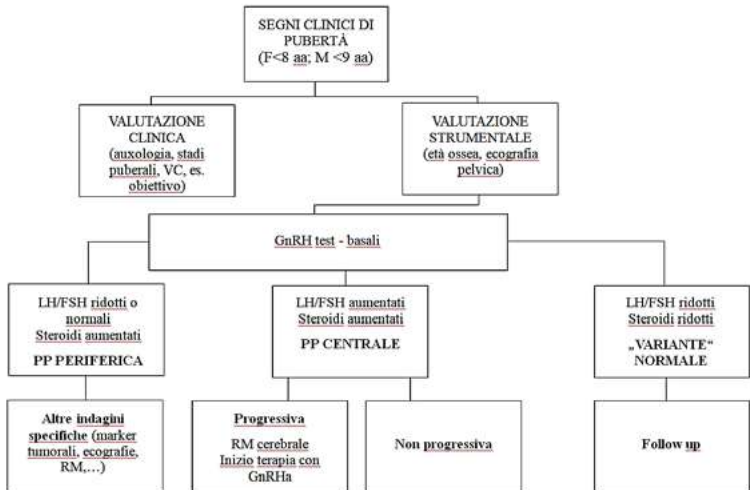 SEGNI CLINICI DI
PUBERTÀ
(F<8 aa; M <9 aa)
VALUTAZIONE
CLINICA
(auxologia, stadi
puberali, VC, es.
obiettivo)
VALUTAZIONE
STRUMENTALE
(età ossea, ecografia
pelvica)
GnRH test - basali
LH/FSH ridotti o
normali
Steroidi aumentati
PP PERIFERICA
LH/FSH aumentati
Steroidi aumentati
PP CENTRALE
LH/FSH ridotti
Steroidi ridotti
„VARIANTE“
NORMALE
Altre indagini
specifiche (marker
tumorali, ecografie,
RM,…)
Progressiva
RM cerebrale
Inizio terapia con
GnRHa
Non progressiva
Follow up